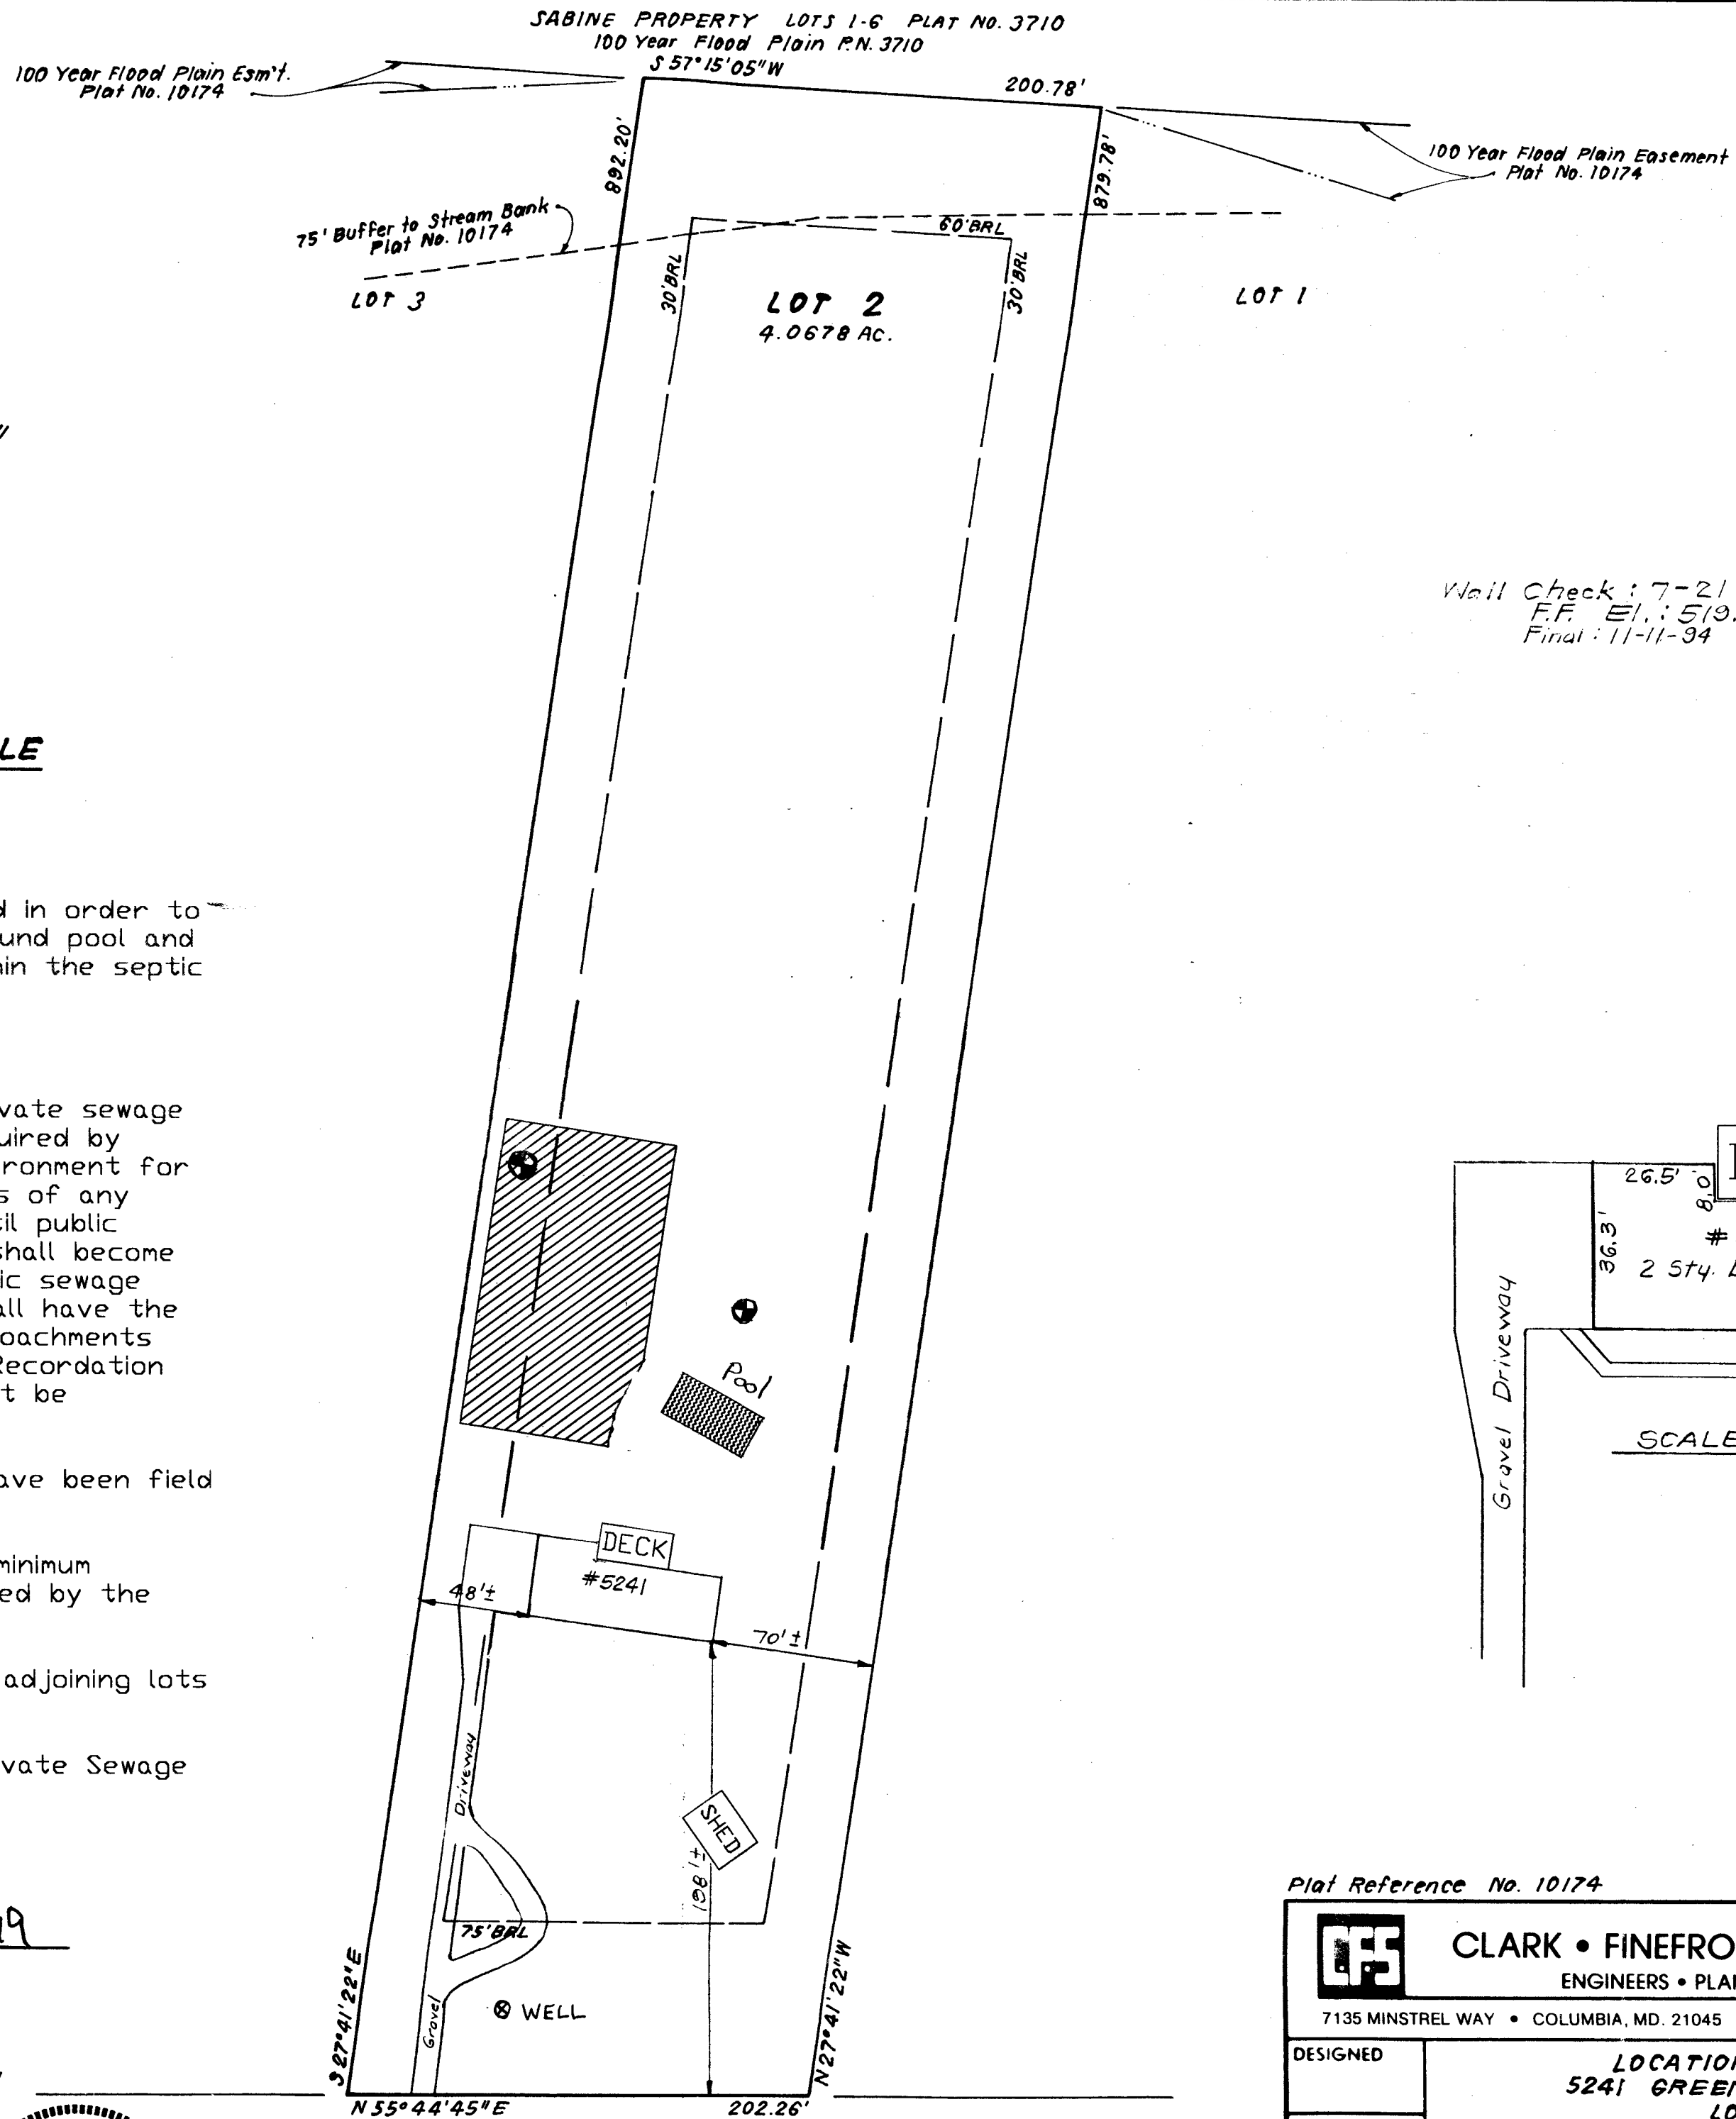 SABINE PROPERTY LOTS 1-6 PLAT NO. 3710
100 Year Flood Plain P.N. 3710
S 57°15'05"W
200.78'
100 Year Flood Plain Esm't.
Plat No. 10174
100 Year Flood Plain Easement
Plat No. 10174
892.20'
879.78'
75' Buffer to Stream Bank
Plat No. 10174
60'BRL
30'BRL
30'BRL
LOT 3
LOT 2
4.0678 AC.
LOT 1
Wall Check : 7-21
F.F. El. : 519.
Final : 11-11-94
LE
d in order to
und pool and
in the septic
vate sewage
uired by
ironment for
s of any
il public
shall become
ic sewage
all have the
oachments
Recordation
t be
ave been field
minimum
ed by the
adjoining lots
vate Sewage
Pool
DECK
#5241
48'±
70'±
Driveway
SHED
198'±
75'BRL
Gravel
WELL
S 27°41'22"E
N 27°41'22"W
N 55°44'45"E
202.26'
26.5'
8.0'
36.3'
#
2 Sty.
Gravel Driveway
SCALE
Plat Reference No. 10174
CFS
CLARK • FINEFRO
ENGINEERS • PLA
7135 MINSTREL WAY • COLUMBIA, MD. 21045
DESIGNED
LOCATION
5241 GREEN
LO